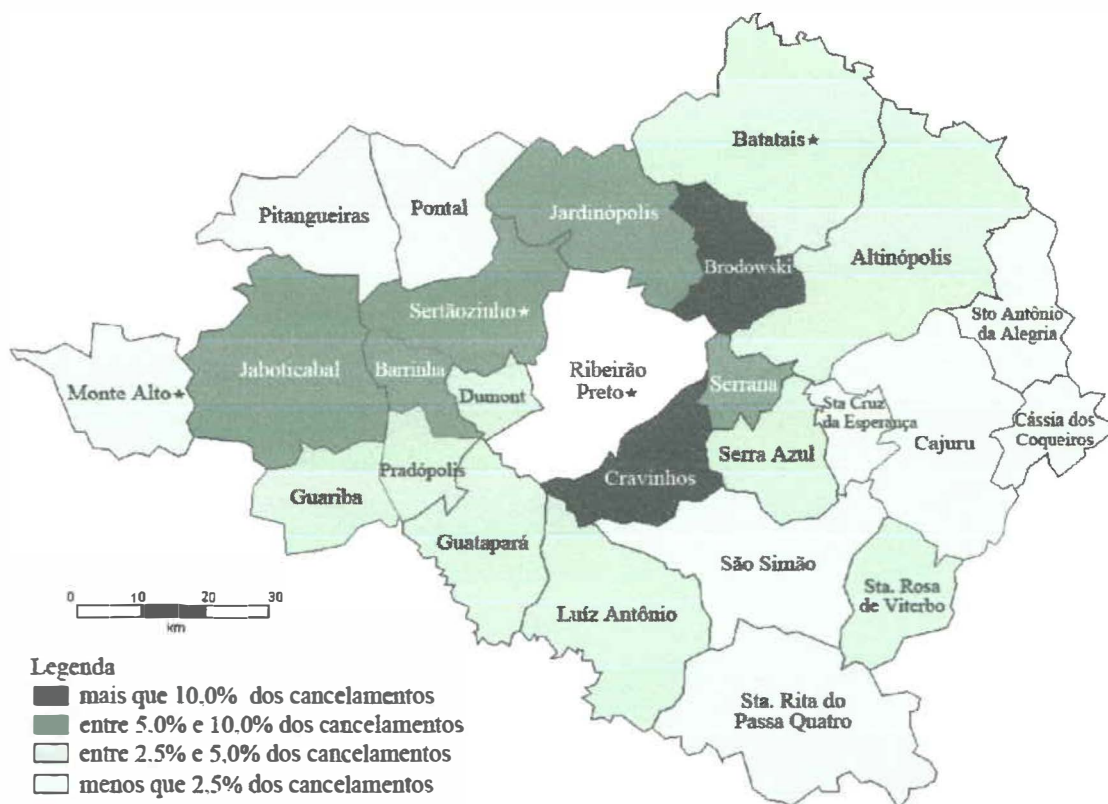 Batatais★
Pitangueiras
Pontal
Jardinópolis
Brodowski
Altinópolis
Sto Antônio
da Alegria
Sertãozinho★
Jaboticabal
Barrinha
Monte Alto★
Dumont
Ribeirão
Preto★
Serrana
Sta Cruz
da Esperança
Cássia dos
Coqueiros
Cajuru
Serra Azul
Cravinhos
Pradópolis
Guariba
Guatapará
São Simão
Sta. Rosa
de Viterbo
Luíz Antônio
Sta. Rita do
Passa Quatro
0 10 20 30
km
Legenda
mais que 10,0% dos cancelamentos
entre 5,0% e 10,0% dos cancelamentos
entre 2,5% e 5,0% dos cancelamentos
menos que 2,5% dos cancelamentos